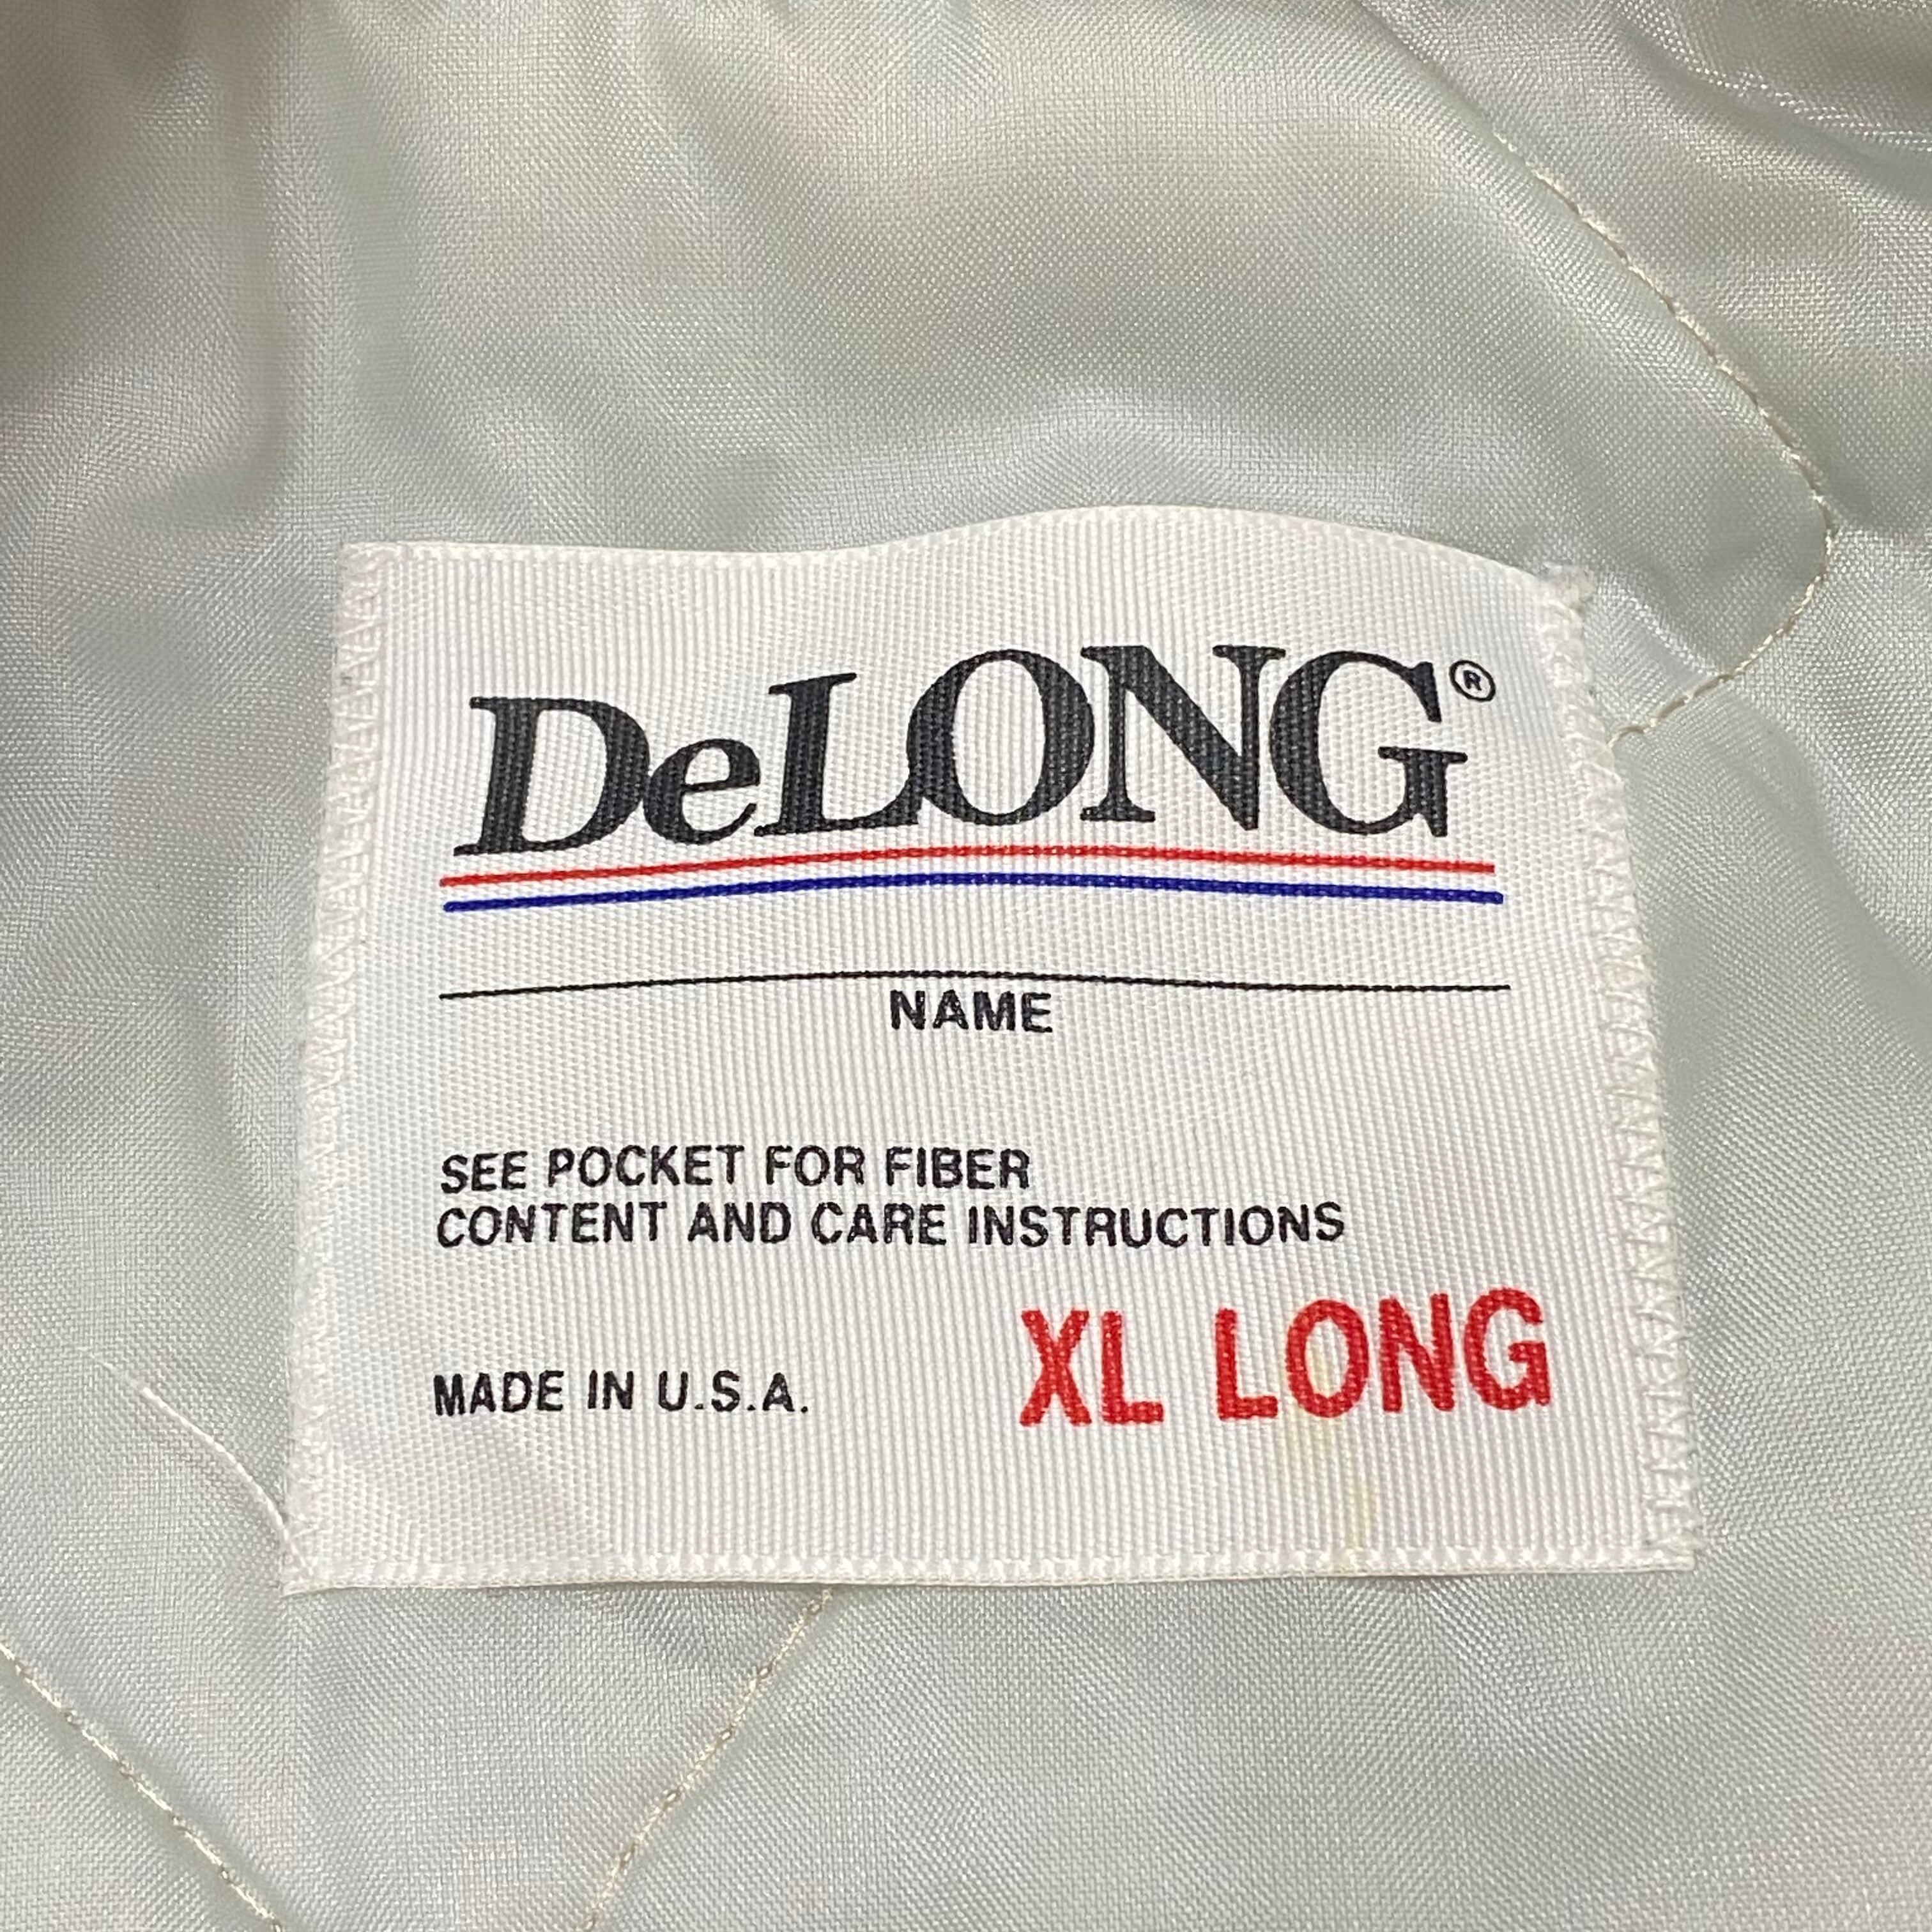 DeLONG®
NAME
SEE POCKET FOR FIBER
CONTENT AND CARE INSTRUCTIONS
MADE IN U.S.A.
XL LONG